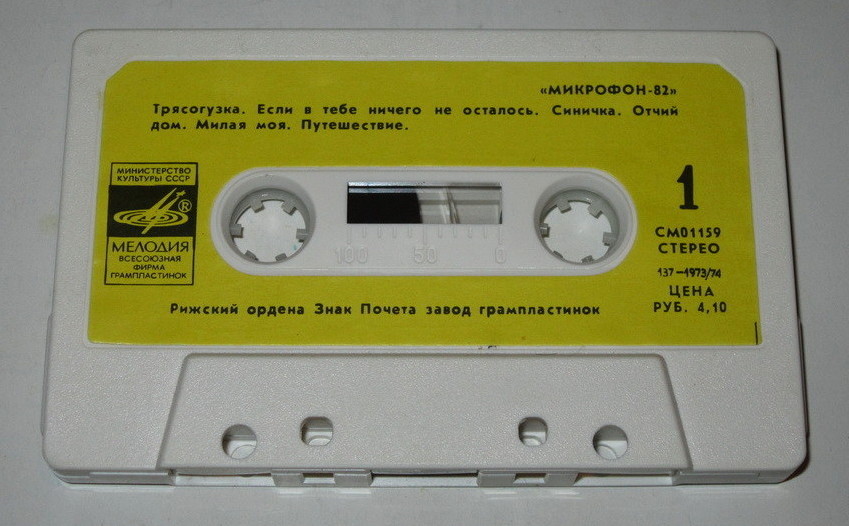 «МИКРОФОН-82»
Трясогузка. Если в тебе ничего не осталось. Синичка. Отчий
дом. Милая моя. Путешествие.
МИНИСТЕРСТВО
КУЛЬТУРЫ СССР
®
МЕЛОДИЯ
ВСЕСОЮЗНАЯ
ФИРМА
ГРАМПЛАСТИНОК
100 50 0
1
СМ01159
СТЕРЕО
137-1973/74
ЦЕНА
РУБ. 4,10
Рижский ордена Знак Почета завод грампластинок